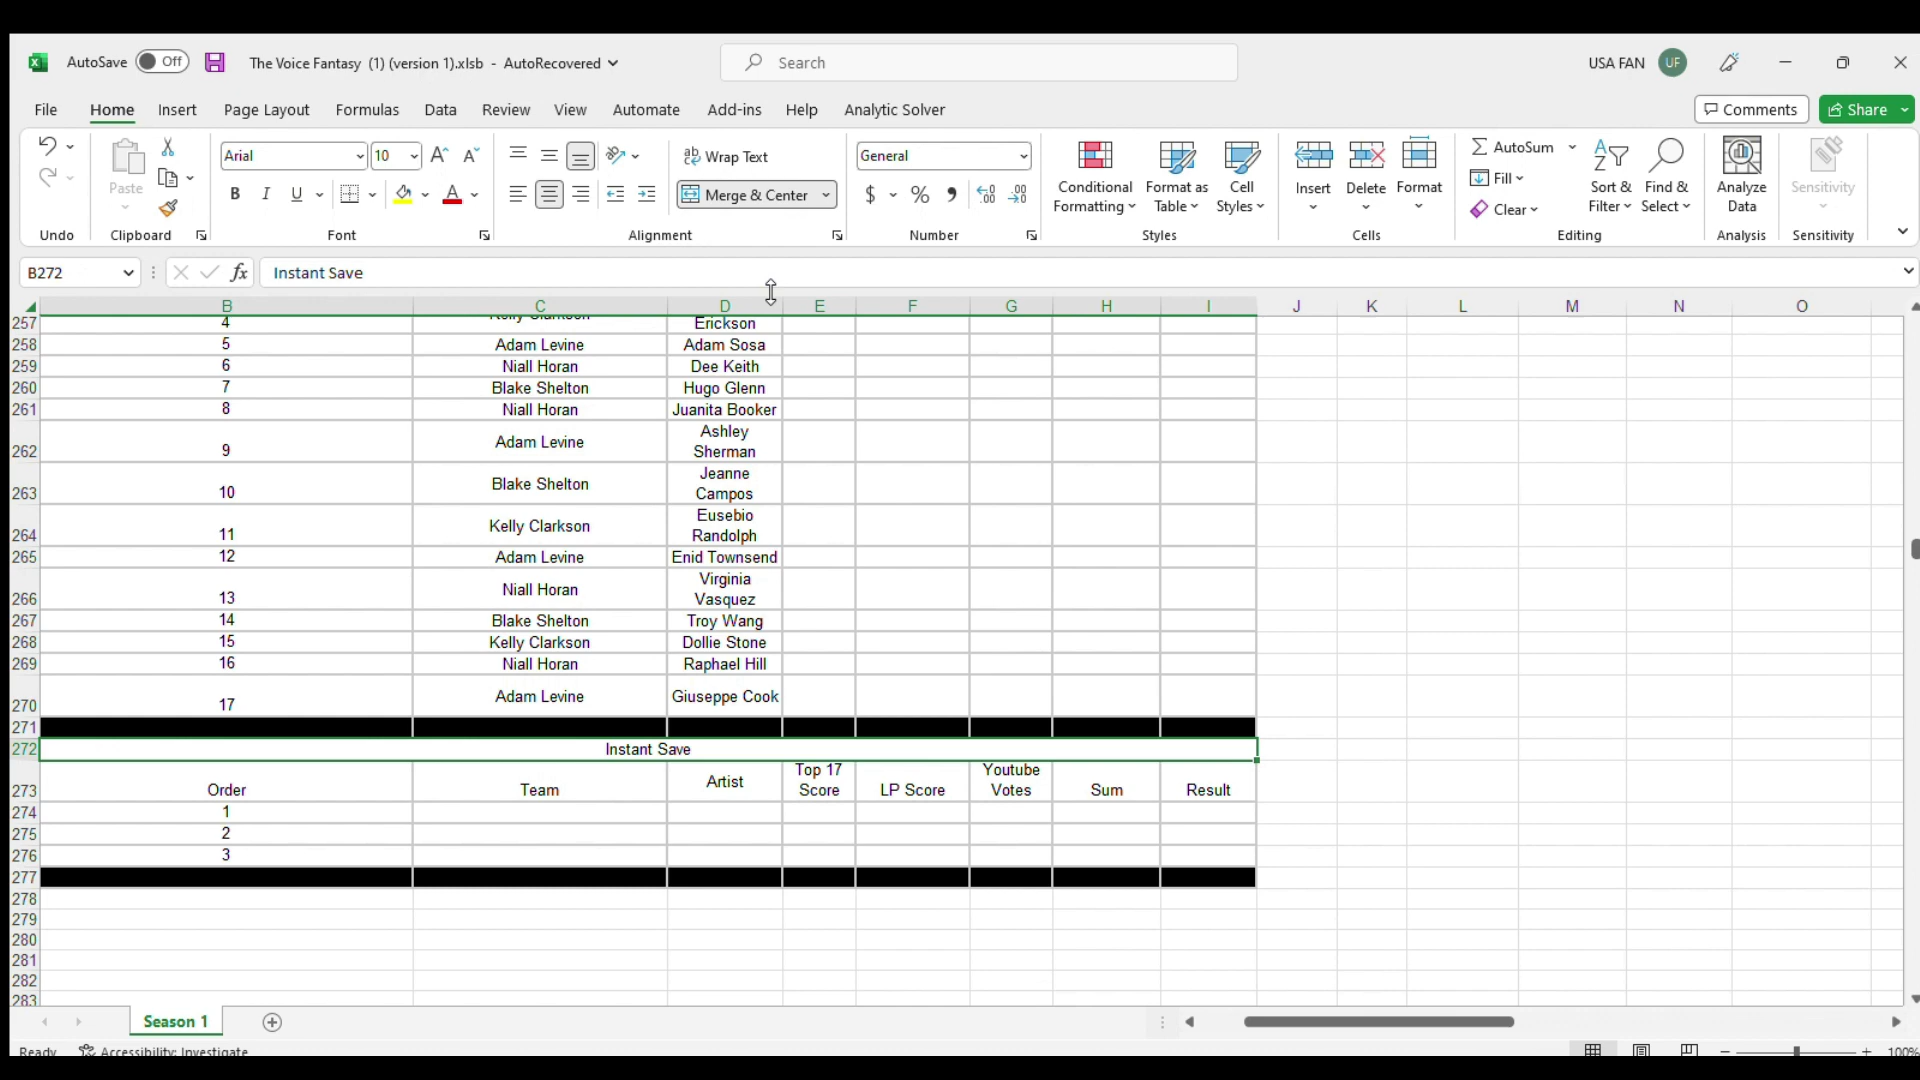 AutoSave Off The Voice Fantasy (1) (version 1).xlsb - AutoRecovered Search USA FAN UF
File Home Insert Page Layout Formulas Data Review View Automate Add-ins Help Analytic Solver Comments Share
Paste Arial 10 Wrap Text General Conditional Formatting Format as Table Cell Styles Insert Delete Format AutoSum Sort & Filter Find & Select Analyze Data Sensitivity
B I U A Merge & Center $ % Fill
Clear
Undo Clipboard Font Alignment Number Styles Cells Editing Analysis Sensitivity
B272 fx Instant Save
B C D E F G H I J K L M N O
257 4 Kelly Clarkson Erickson
258 5 Adam Levine Adam Sosa
259 6 Niall Horan Dee Keith
260 7 Blake Shelton Hugo Glenn
261 8 Niall Horan Juanita Booker
262 9 Adam Levine Ashley Sherman
263 10 Blake Shelton Jeanne Campos
264 11 Kelly Clarkson Eusebio Randolph
265 12 Adam Levine Enid Townsend
266 13 Niall Horan Virginia Vasquez
267 14 Blake Shelton Troy Wang
268 15 Kelly Clarkson Dollie Stone
269 16 Niall Horan Raphael Hill
270 17 Adam Levine Giuseppe Cook
271
272 Instant Save
273 Order Team Artist Top 17 Score LP Score Youtube Votes Sum Result
274 1
275 2
276 3
277
278
279
280
281
282
283
Season 1
Ready Accessibility: Investigate 100%